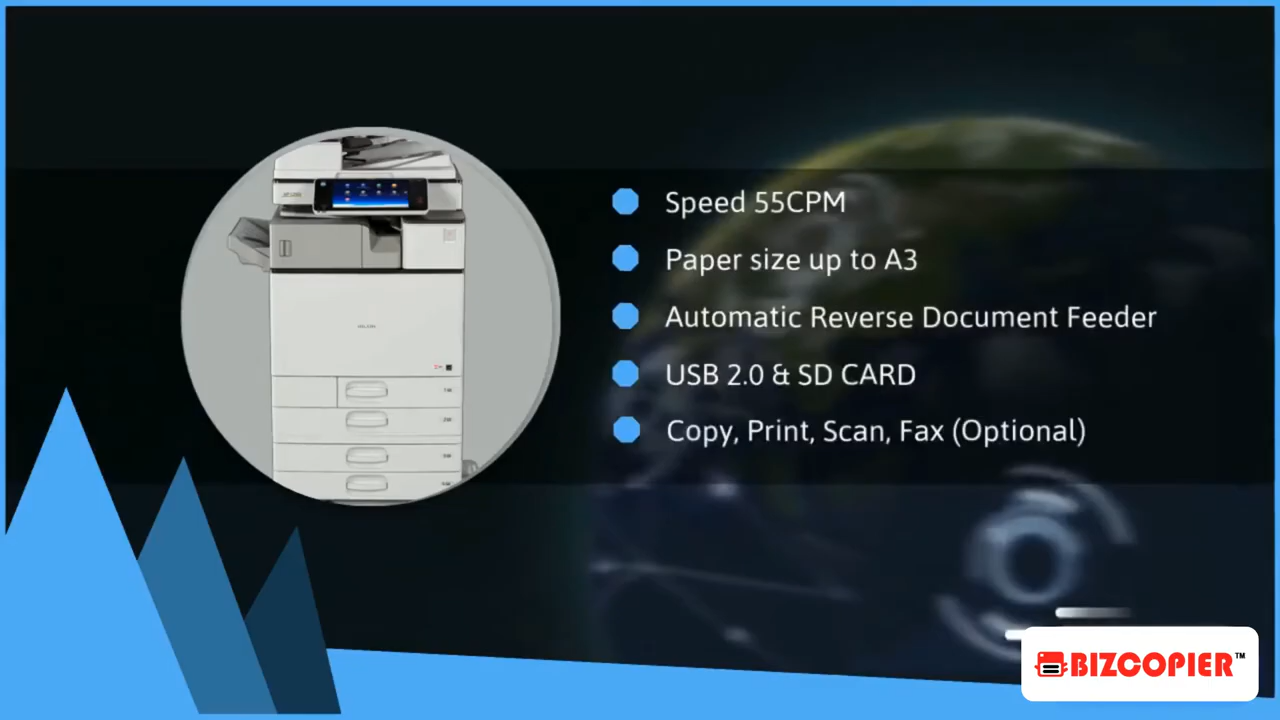 Speed 55CPM
Paper size up to A3
Automatic Reverse Document Feeder
USB 2.0 & SD CARD
Copy, Print, Scan, Fax (Optional)
BIZCOPIER™